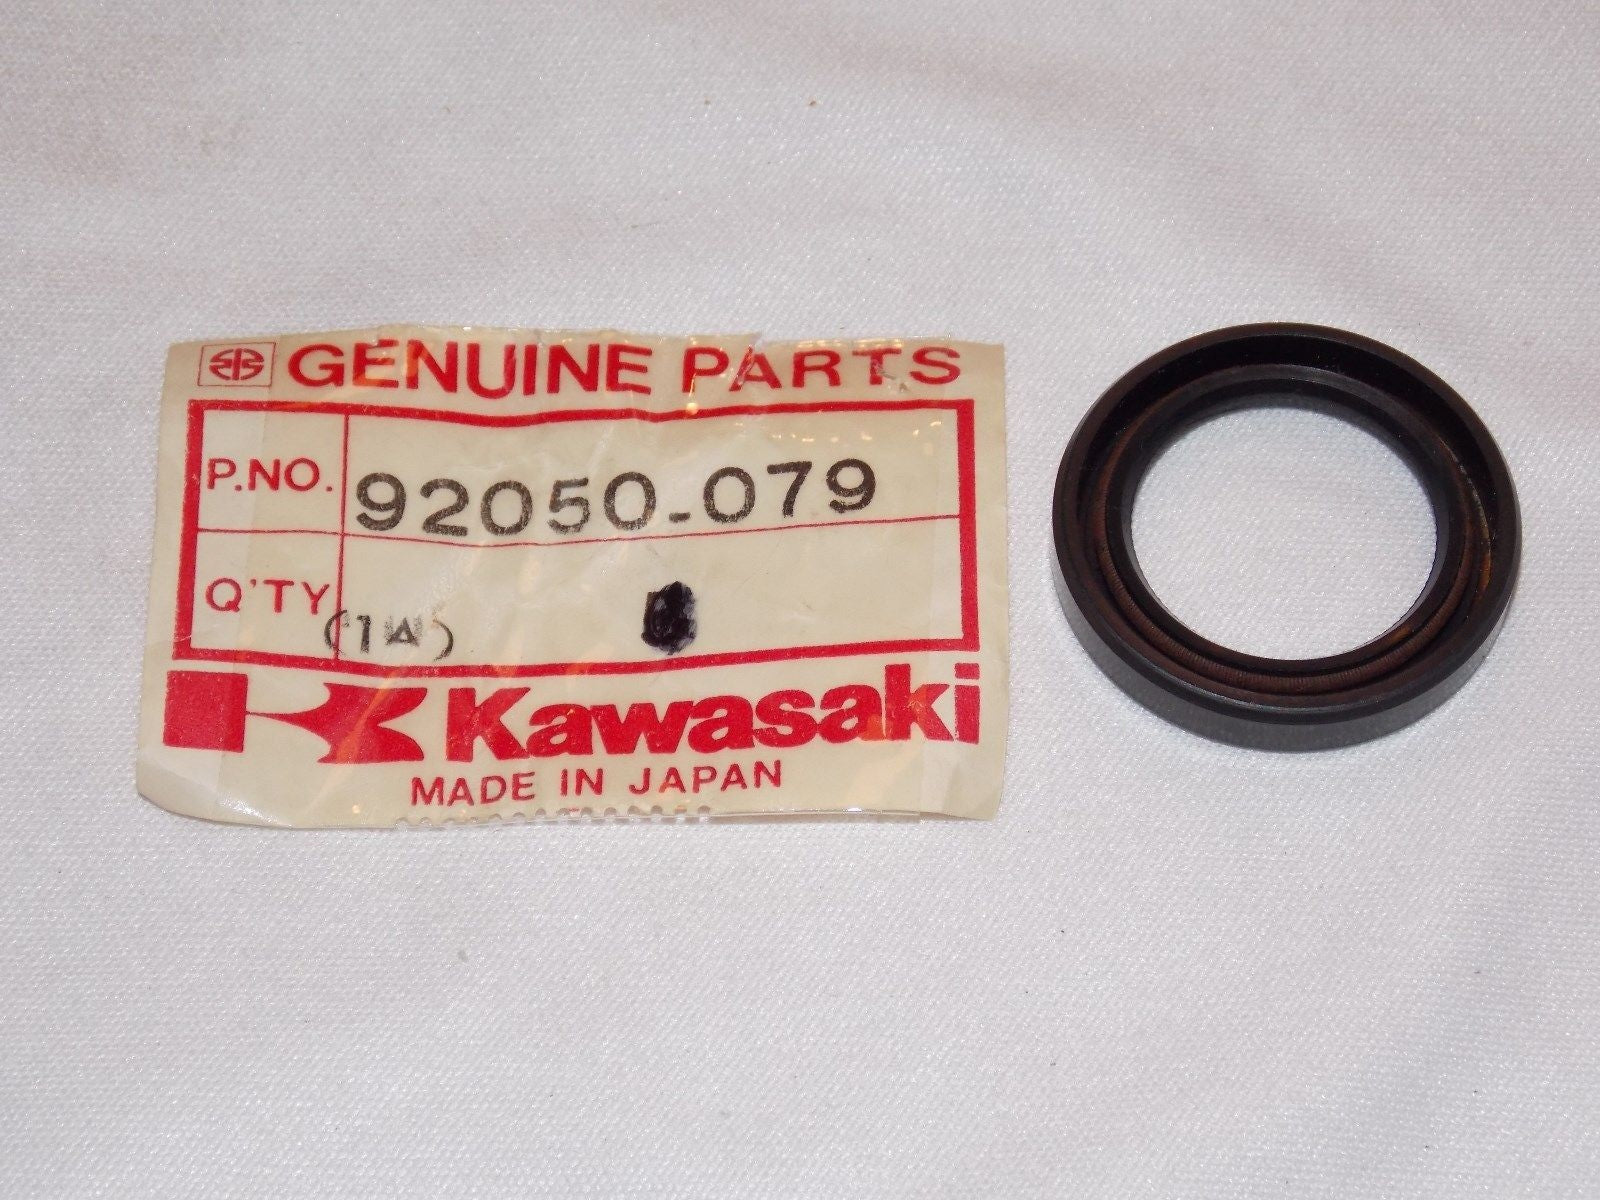 GENUINE PARTS
P.NO. 92050-079
Q'TY
Kawasaki
MADE IN JAPAN